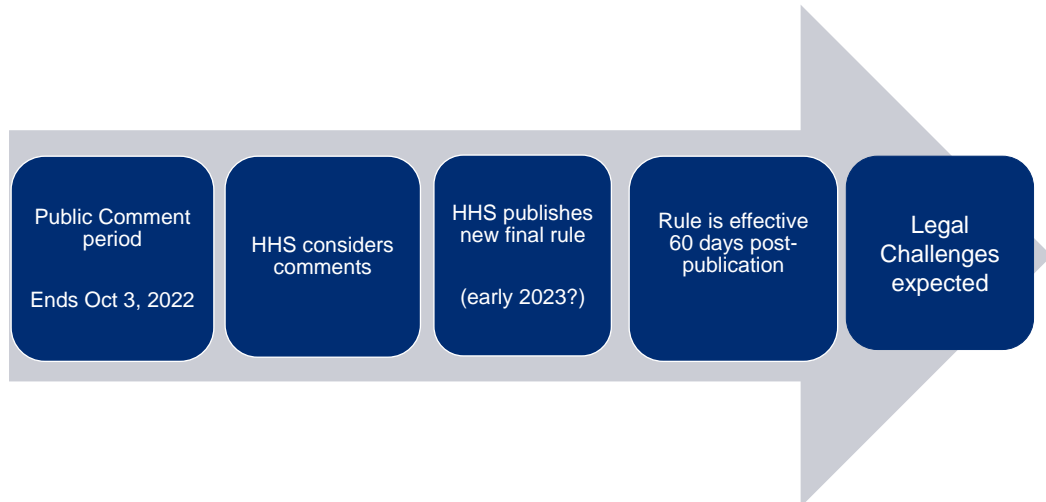 Public Comment
period
Ends Oct 3, 2022
HHS considers
comments
HHS publishes
new final rule
(early 2023?)
Rule is effective
60 days post-
publication
Legal
Challenges
expected